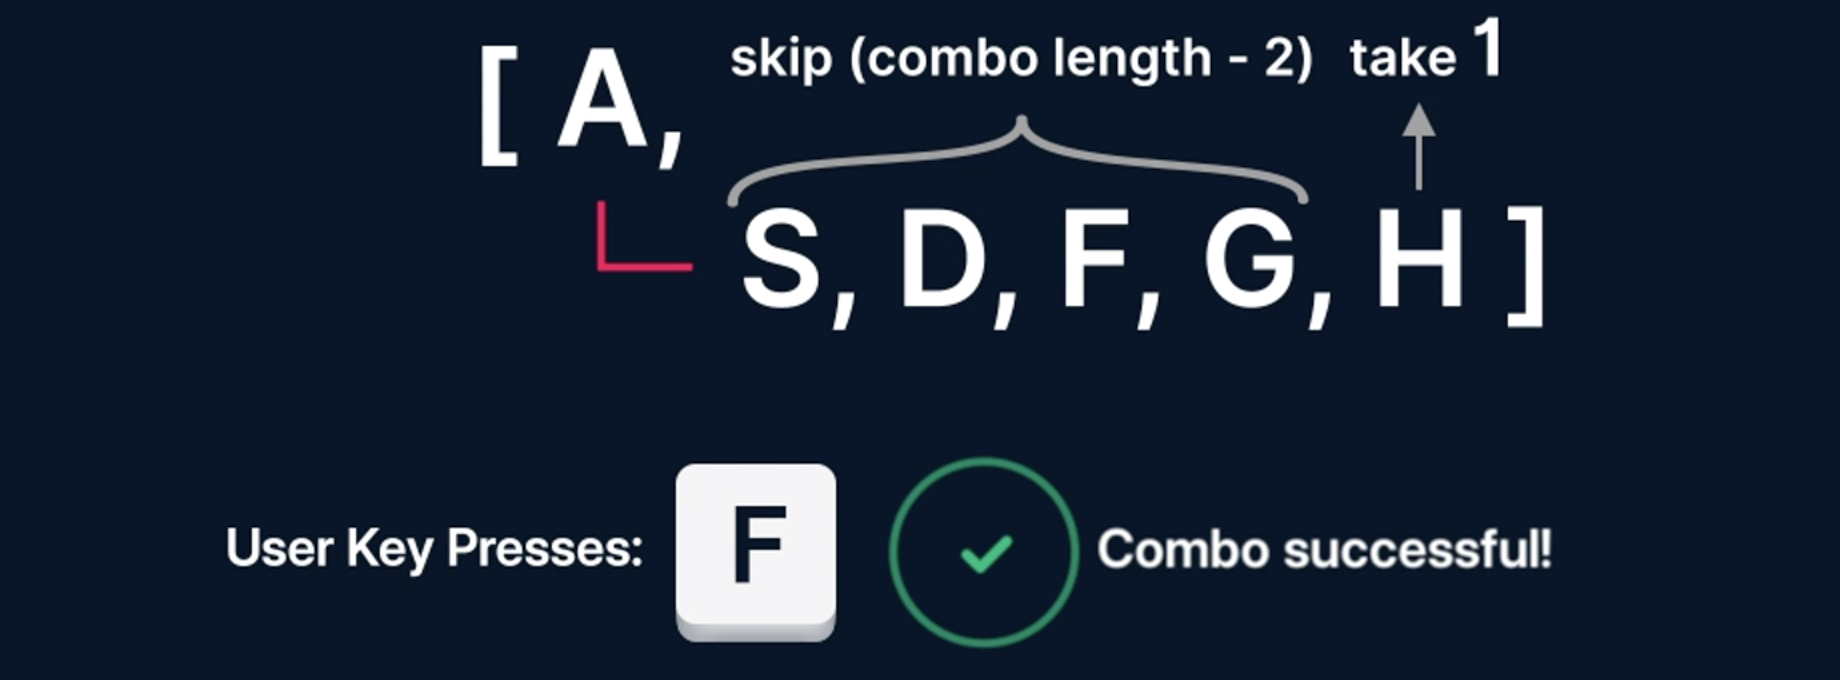 skip (combo length - 2) take 1
[ A,
S, D, F, G, H ]
User Key Presses: F Combo successful!